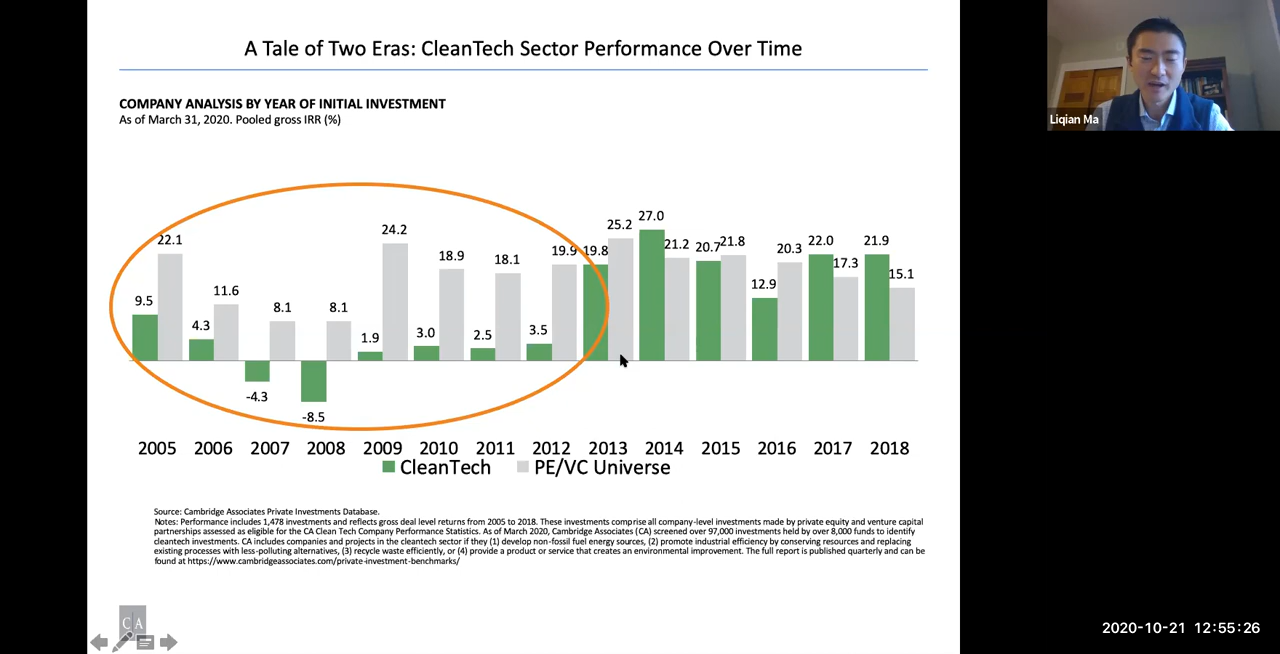 A Tale of Two Eras: CleanTech Sector Performance Over Time
COMPANY ANALYSIS BY YEAR OF INITIAL INVESTMENT
As of March 31, 2020. Pooled gross IRR (%)
9.5 22.1 4.3 11.6 -4.3 8.1 -8.5 8.1 1.9 24.2 3.0 18.9 2.5 18.1 3.5 19.9 19.8 25.2 27.0 21.2 20.7 21.8 12.9 20.3 22.0 17.3 21.9 15.1
2005 2006 2007 2008 2009 2010 2011 2012 2013 2014 2015 2016 2017 2018
CleanTech PE/VC Universe
Source: Cambridge Associates Private Investments Database.
Notes: Performance includes 1,478 investments and reflects gross deal level returns from 2005 to 2018. These investments comprise all company-level investments made by private equity and venture capital
partnerships assessed as eligible for the CA Clean Tech Company Performance Statistics. As of March 2020, Cambridge Associates (CA) screened over 97,000 investments held by over 8,000 funds to identify
cleantech investments. CA includes companies and projects in the cleantech sector if they (1) develop non-fossil fuel energy sources, (2) promote industrial efficiency by conserving resources and replacing
existing processes with less-polluting alternatives, (3) recycle waste efficiently, or (4) provide a product or service that creates an environmental improvement. The full report is published quarterly and can be
found at https://www.cambridgeassociates.com/private-investment-benchmarks/
C A
Liqian Ma
2020-10-21 12:55:26